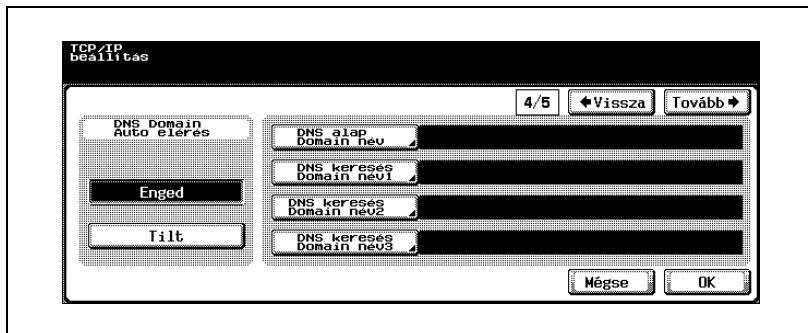 TCP/IP
beállítás
4/5
Vissza
Tovább
DNS Domain
Auto elérés
Enged
Tilt
DNS alap
Domain név
DNS keresés
Domain név1
DNS keresés
Domain név2
DNS keresés
Domain név3
Mégse
OK